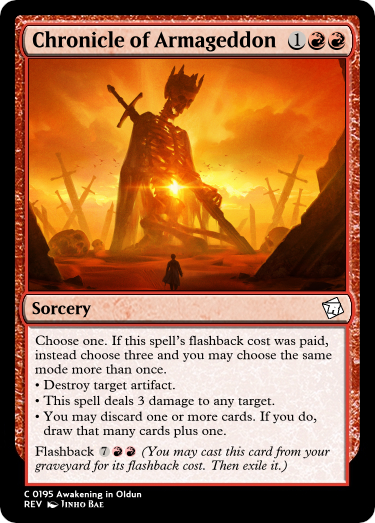 Chronicle of Armageddon 1
Sorcery
Choose one. If this spell's flashback cost was paid,
instead choose three and you may choose the same
mode more than once.
• Destroy target artifact.
• This spell deals 3 damage to any target.
• You may discard one or more cards. If you do,
draw that many cards plus one.
Flashback 7 (You may cast this card from your
graveyard for its flashback cost. Then exile it.)
C 0195 Awakening in Oldun
REV Jinho Bae